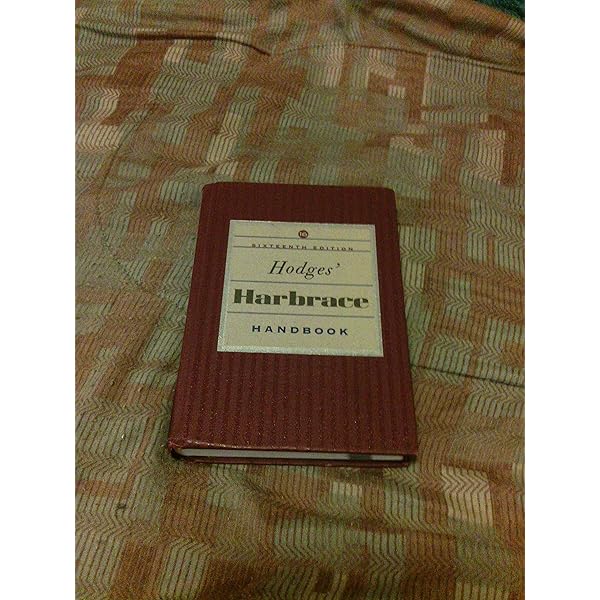 16
SIXTEENTH EDITION
Hodges'
Harbrace
HANDBOOK